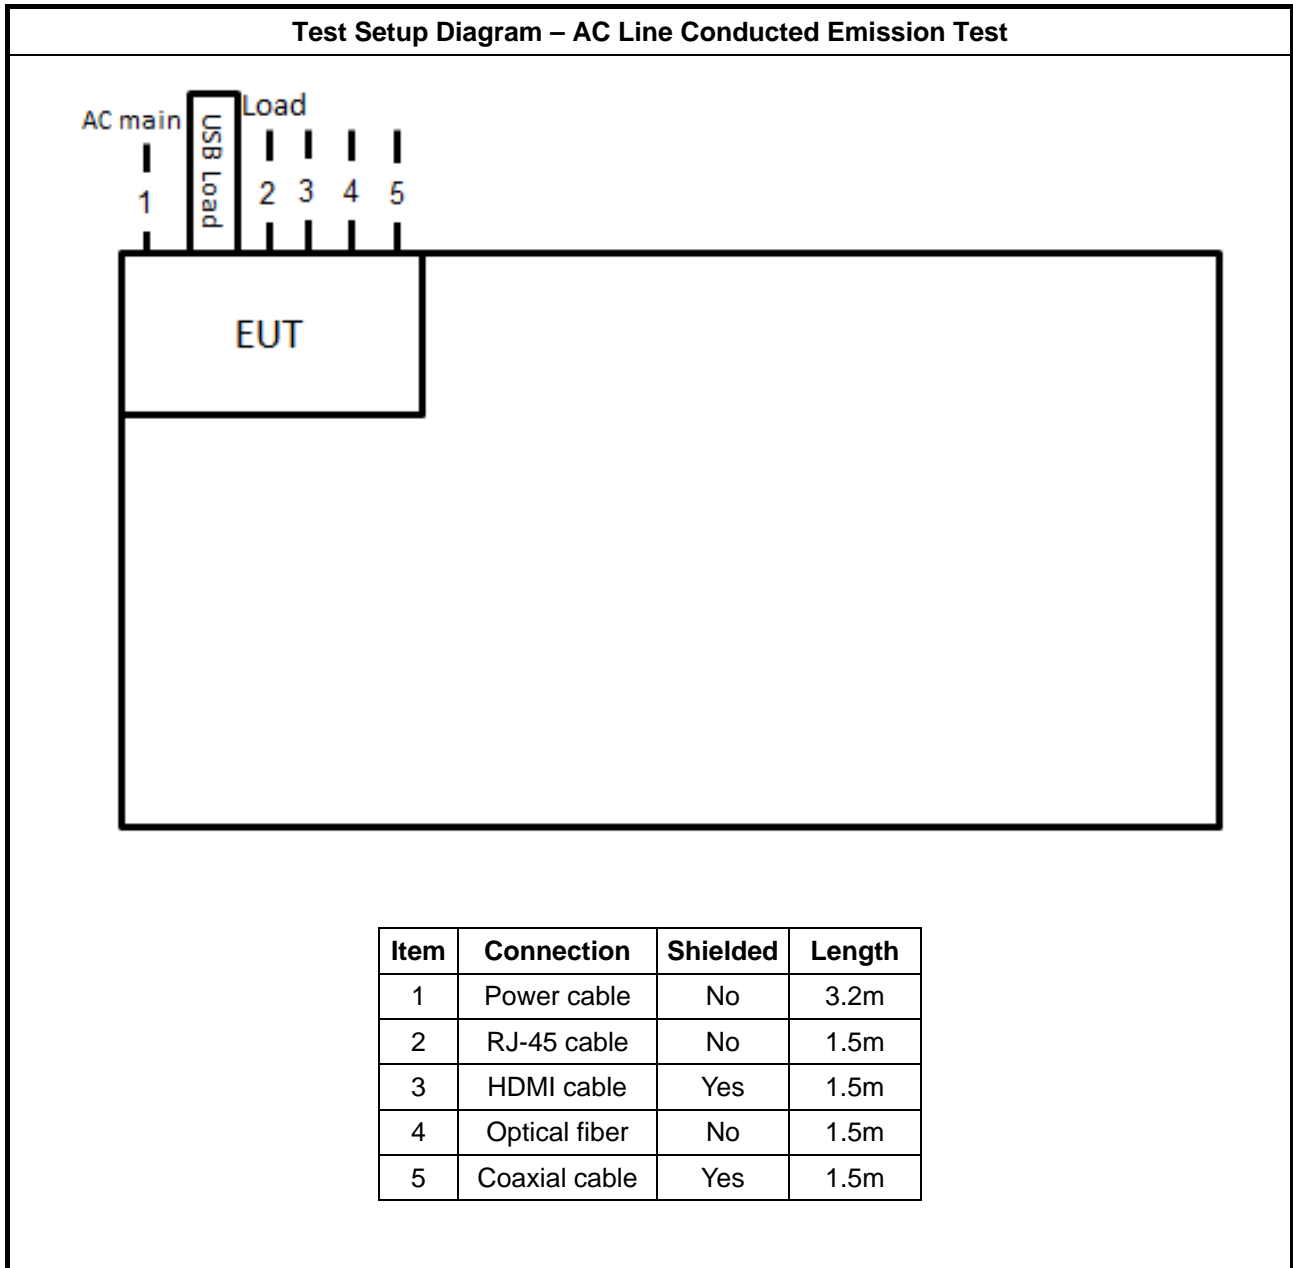 Test Setup Diagram – AC Line Conducted Emission Test
AC main
USB Load
Load
1
2
3
4
5
EUT
Item Connection Shielded Length
1 Power cable No 3.2m
2 RJ-45 cable No 1.5m
3 HDMI cable Yes 1.5m
4 Optical fiber No 1.5m
5 Coaxial cable Yes 1.5m